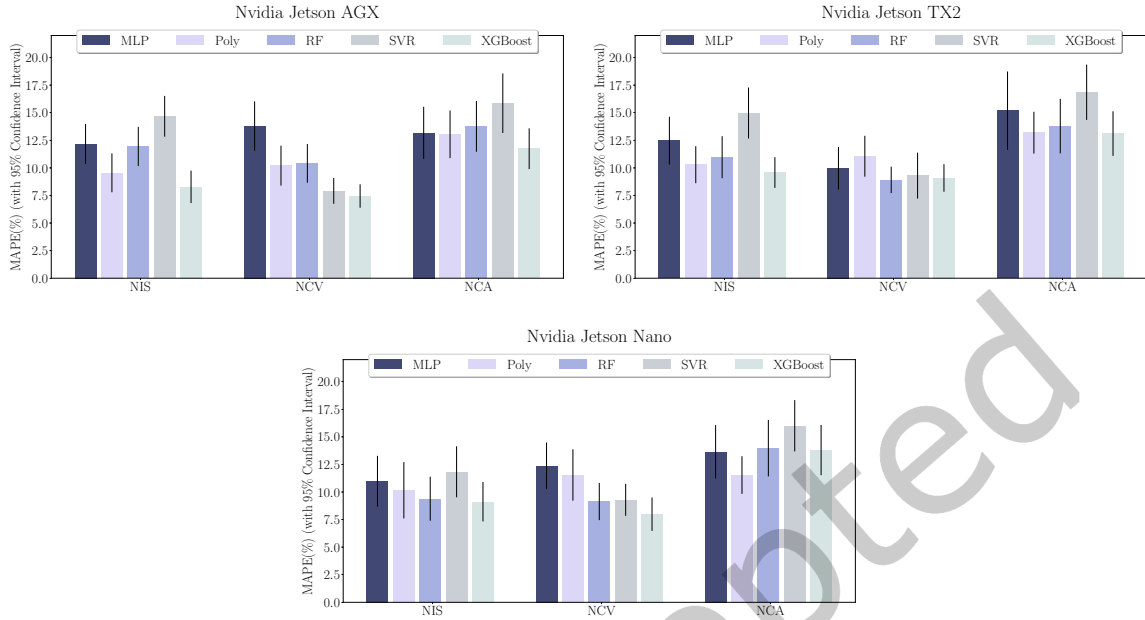 Nvidia Jetson AGX
MLP Poly RF SVR XGBoost
MAPE(%) (with 95% Confidence Interval)
20.0
17.5
15.0
12.5
10.0
7.5
5.0
2.5
0.0
NIS NCV NCA
Nvidia Jetson TX2
MLP Poly RF SVR XGBoost
MAPE(%) (with 95% Confidence Interval)
20.0
17.5
15.0
12.5
10.0
7.5
5.0
2.5
0.0
NIS NCV NCA
Nvidia Jetson Nano
MLP Poly RF SVR XGBoost
MAPE(%) (with 95% Confidence Interval)
20.0
17.5
15.0
12.5
10.0
7.5
5.0
2.5
0.0
NIS NCV NCA